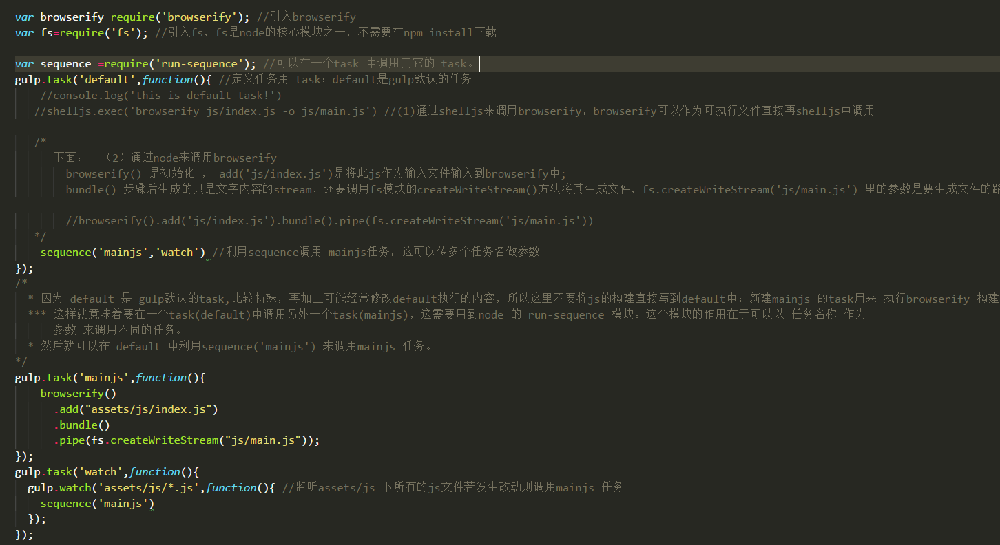 var browserify=require('browserify'); //引入browserify
var fs=require('fs'); //引入fs，fs是node的核心模块之一，不需要在npm install下载
var sequence =require('run-sequence'); //可以在一个task 中调用其它的 task。
gulp.task('default',function(){ //定义任务用 task；default是gulp默认的任务
//console.log('this is default task!')
//shelljs.exec('browserify js/index.js -o js/main.js') //(1)通过shelljs来调用browserify，browserify可以作为可执行文件直接再shelljs中调用
/*
下面： （2）通过node来调用browserify
browserify() 是初始化 ， add('js/index.js')是将此js作为输入文件输入到browserify中;
bundle() 步骤后生成的只是文字内容的stream，还要调用fs模块的createWriteStream()方法将其生成文件，fs.createWriteStream('js/main.js') 里的参数是要生成文件的路
//browserify().add('js/index.js').bundle().pipe(fs.createWriteStream('js/main.js'))
*/
sequence('mainjs','watch') //利用sequence调用 mainjs任务，这可以传多个任务名做参数
});
/*
* 因为 default 是 gulp默认的task,比较特殊，再加上可能经常修改default执行的内容，所以这里不要将js的构建直接写到default中；新建mainjs 的task用来 执行browserify 构建
*** 这样就意味着要在一个task(default)中调用另外一个task(mainjs)，这需要用到node 的 run-sequence 模块。这个模块的作用在于可以以 任务名称 作为
参数 来调用不同的任务。
* 然后就可以在 default 中利用sequence('mainjs') 来调用mainjs 任务。
*/
gulp.task('mainjs',function(){
browserify()
.add("assets/js/index.js")
.bundle()
.pipe(fs.createWriteStream("js/main.js"));
});
gulp.task('watch',function(){
gulp.watch('assets/js/*.js',function(){ //监听assets/js 下所有的js文件若发生改动则调用mainjs 任务
sequence('mainjs')
});
});